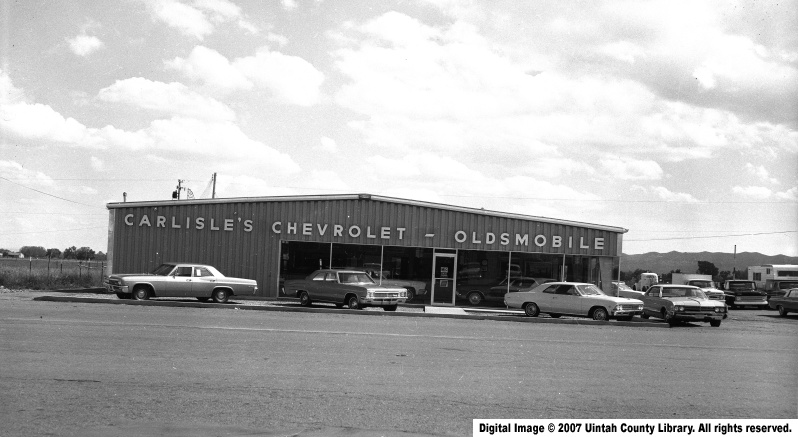 CARLISLE'S CHEVROLET - OLDSMOBILE
Digital Image © 2007 Uintah County Library. All rights reserved.